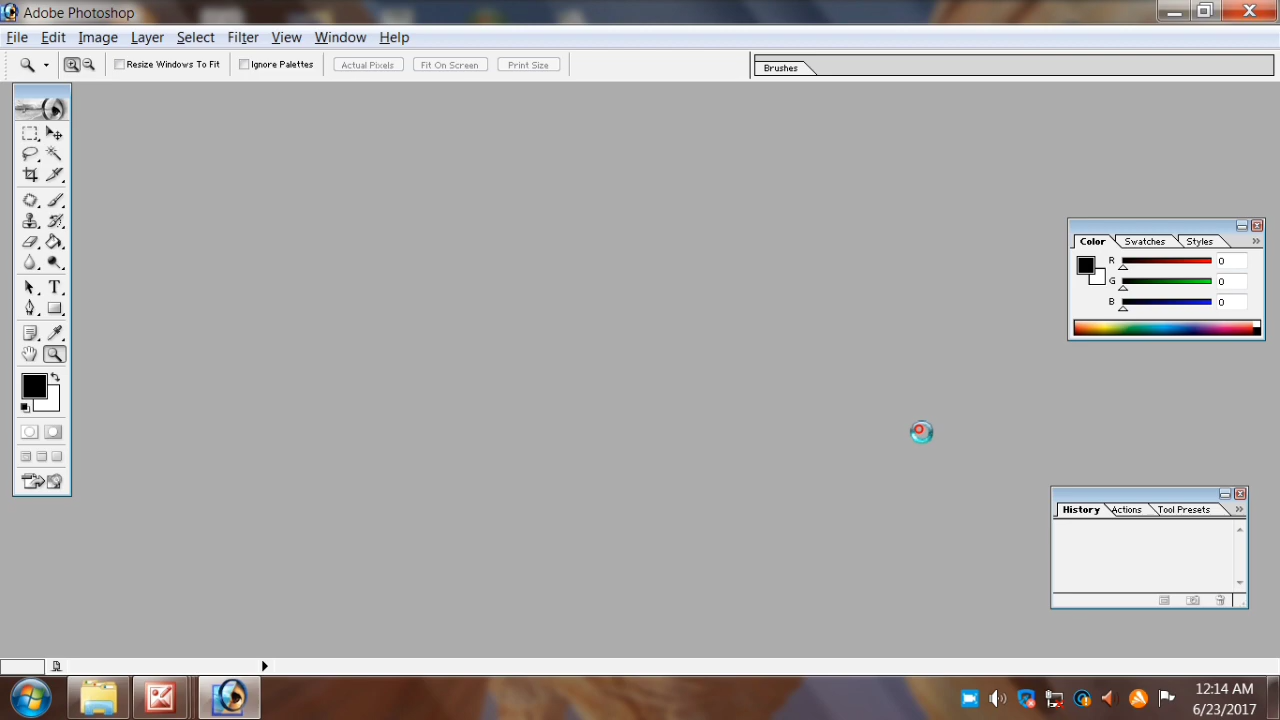 Adobe Photoshop
File Edit Image Layer Select Filter View Window Help
Resize Windows To Fit Ignore Palettes Actual Pixels Fit On Screen Print Size Brushes
Color Swatches Styles
R 0
G 0
B 0
T
History Actions Tool Presets
12:14 AM
6/23/2017